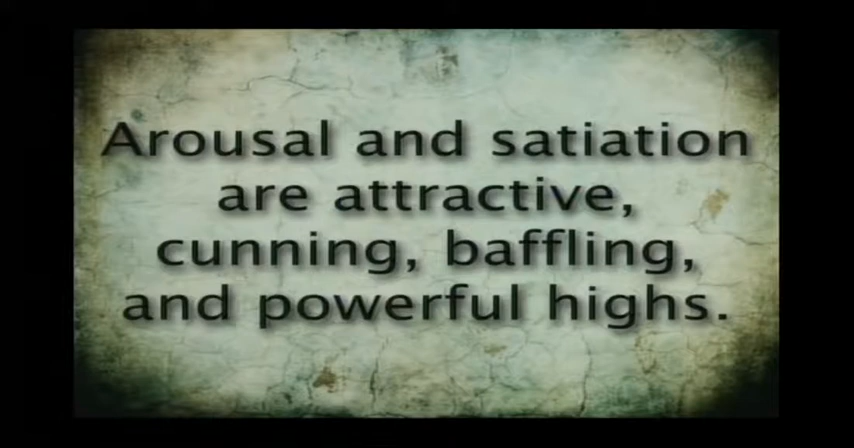 Arousal and satiation
are attractive,
cunning, baffling,
and powerful highs.